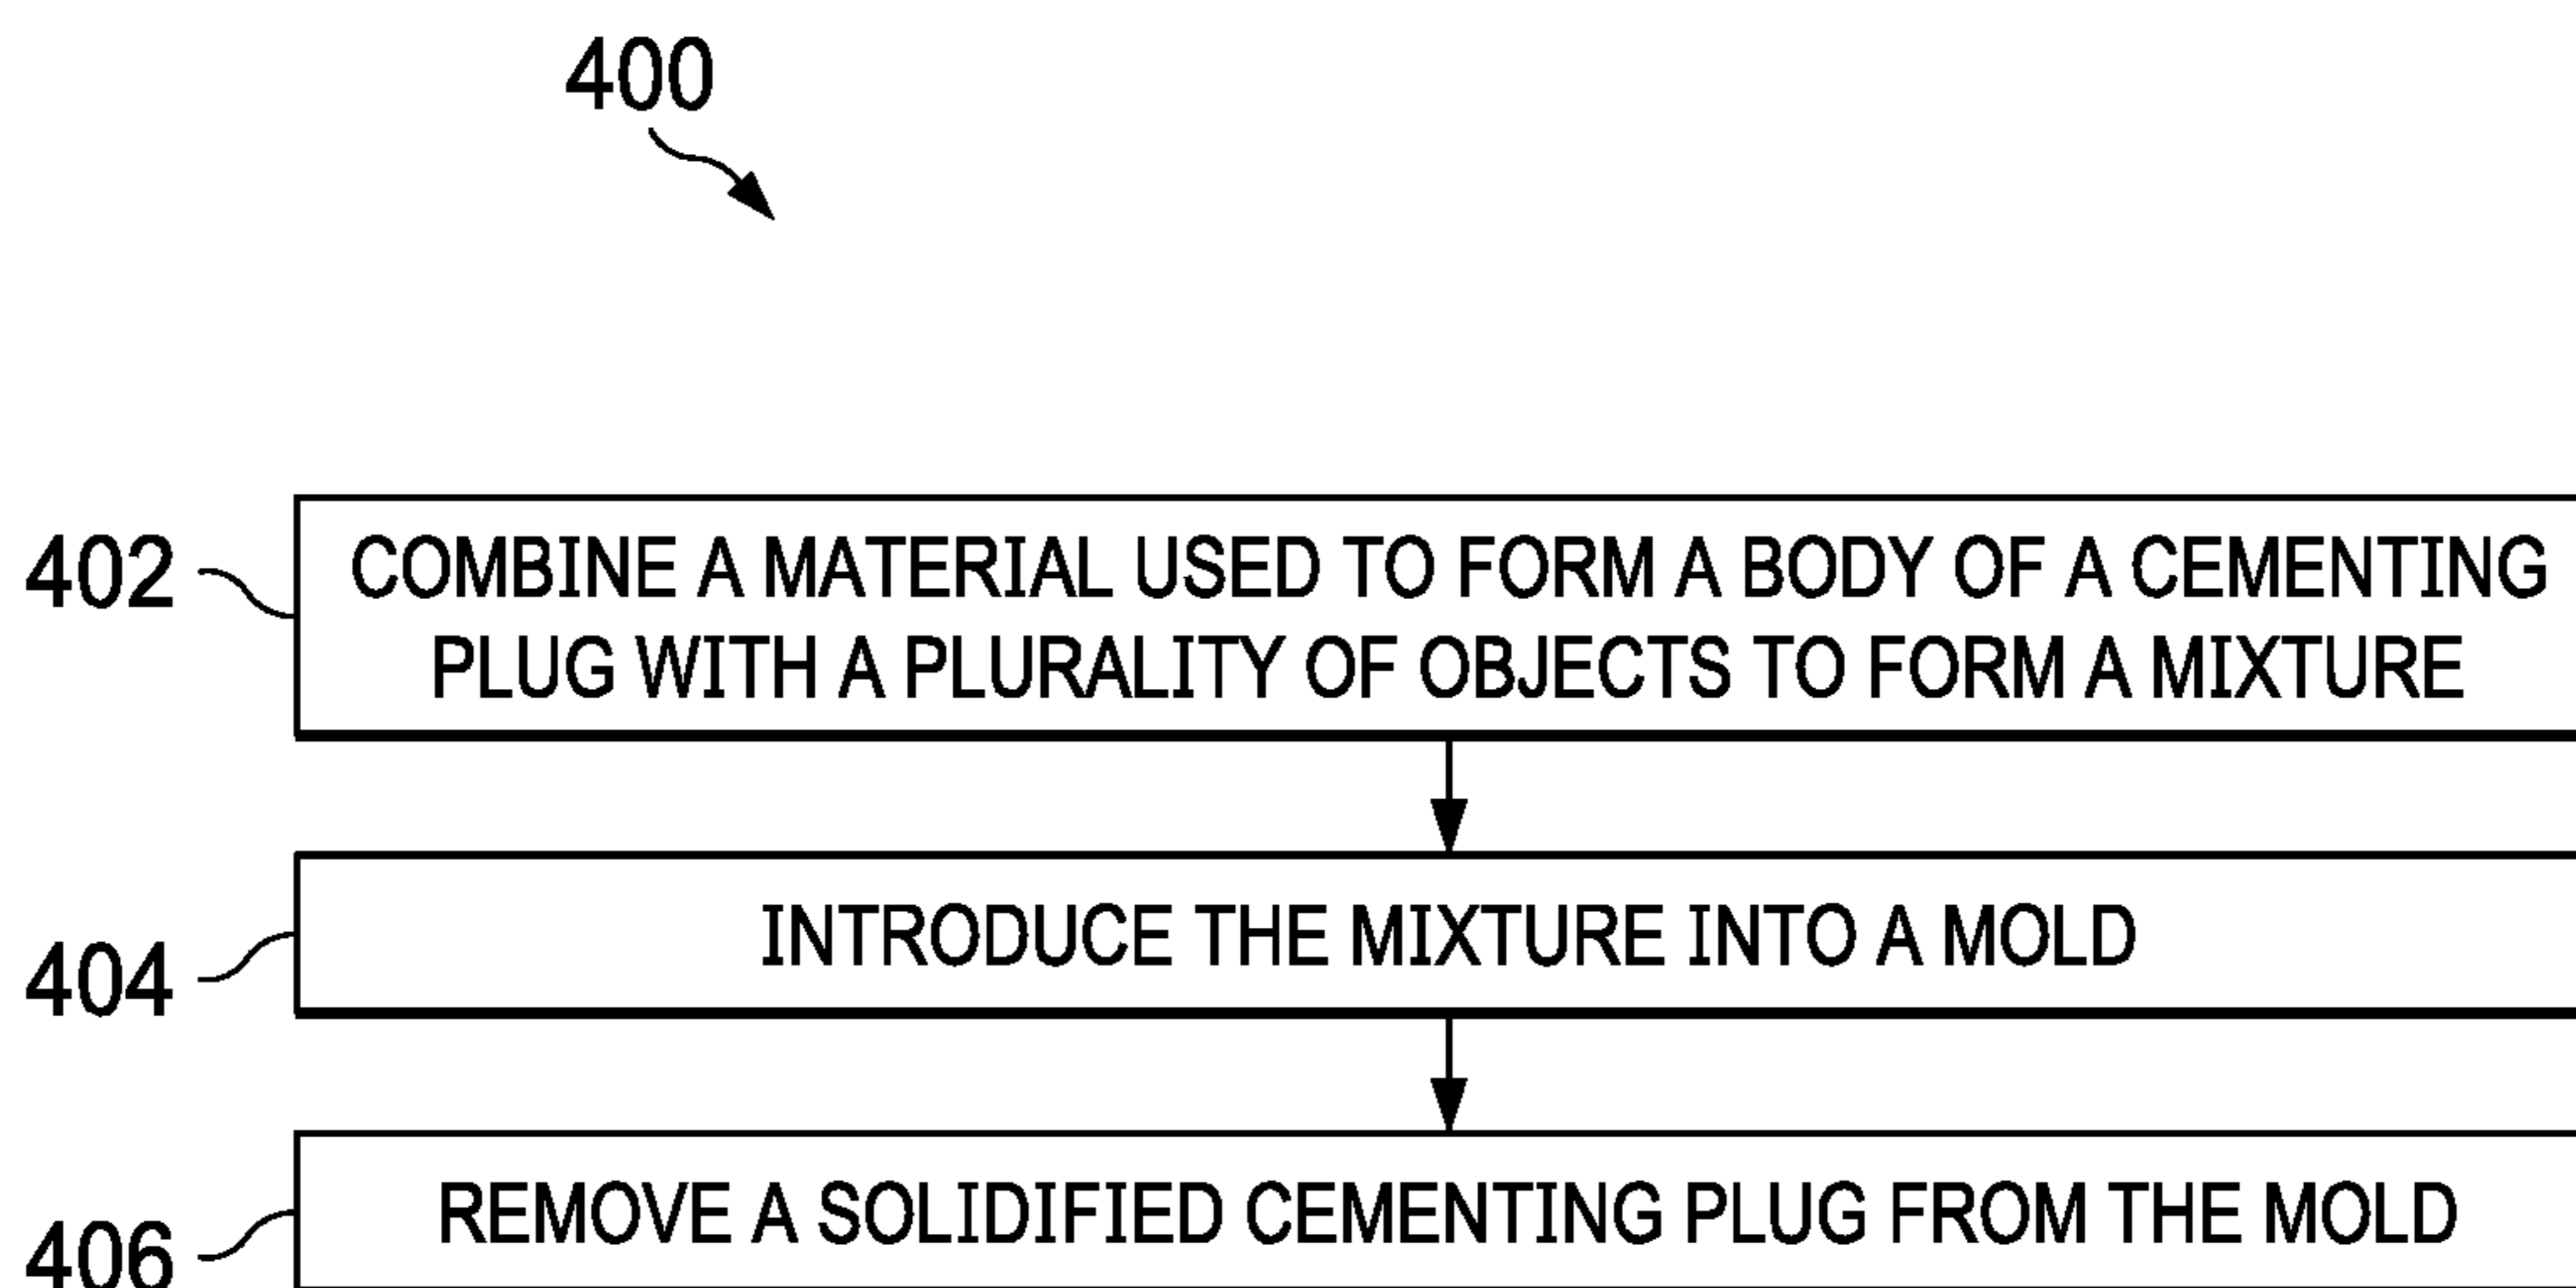 400
402
COMBINE A MATERIAL USED TO FORM A BODY OF A CEMENTING
PLUG WITH A PLURALITY OF OBJECTS TO FORM A MIXTURE
404
INTRODUCE THE MIXTURE INTO A MOLD
406
REMOVE A SOLIDIFIED CEMENTING PLUG FROM THE MOLD